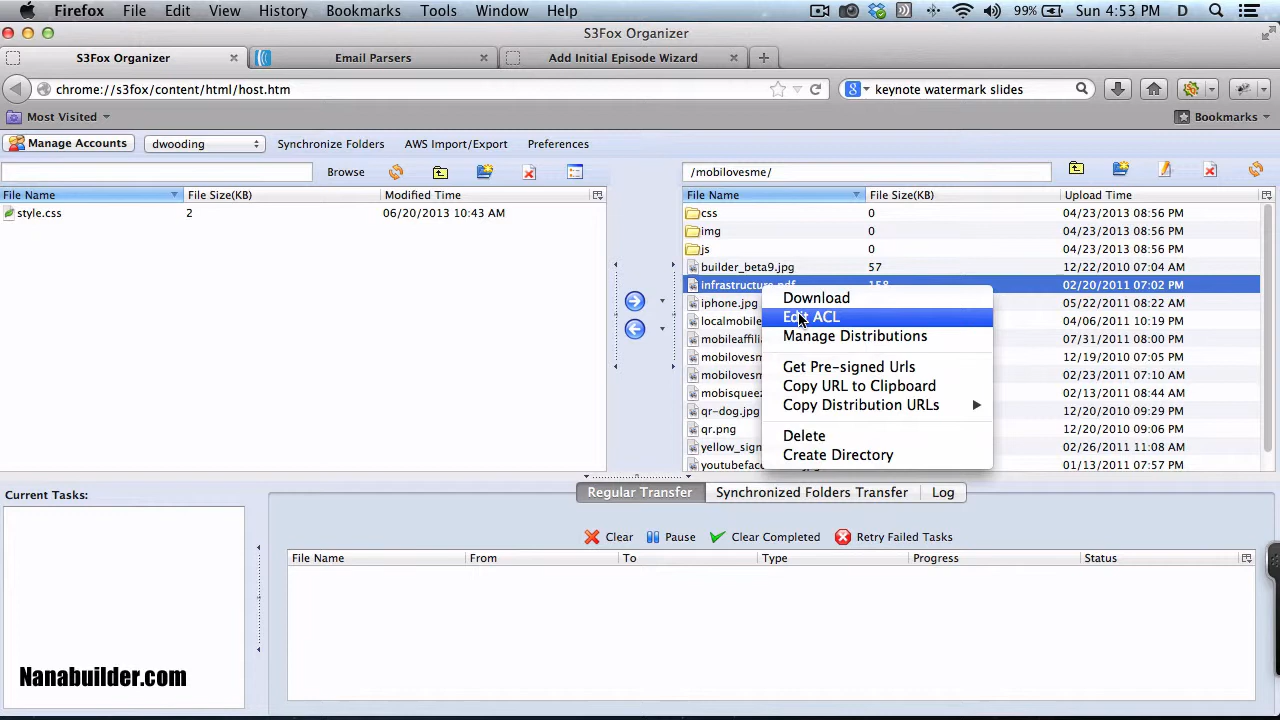 Firefox File Edit View History Bookmarks Tools Window Help 99% Sun 4:53 PM D
S3Fox Organizer
S3Fox Organizer Email Parsers Add Initial Episode Wizard
chrome://s3fox/content/html/host.htm keynote watermark slides
Most Visited Bookmarks
Manage Accounts dwooding Synchronize Folders AWS Import/Export Preferences
Browse /mobilovesme/
File Name File Size(KB) Modified Time File Name File Size(KB) Upload Time
style.css 2 06/20/2013 10:43 AM css 0 04/23/2013 08:56 PM
img 0 04/23/2013 08:56 PM
js 0 04/23/2013 08:56 PM
builder_beta9.jpg 57 12/22/2010 07:04 AM
infrastructure.pdf 158 02/20/2011 07:02 PM
iphone.jpg 05/22/2011 08:22 AM
localmobile 04/06/2011 10:19 PM
mobileaffilia 07/31/2011 08:00 PM
mobilovesm 12/19/2010 07:05 PM
mobilovesm 02/23/2011 07:10 AM
mobisqueez 02/13/2011 08:44 AM
qr-dog.jpg 12/20/2010 09:29 PM
qr.png 12/20/2010 09:06 PM
yellow_sign 02/26/2011 11:08 AM
youtubefac 01/13/2011 07:57 PM
Download
Edit ACL
Manage Distributions
Get Pre-signed Urls
Copy URL to Clipboard
Copy Distribution URLs
Delete
Create Directory
Current Tasks: Regular Transfer Synchronized Folders Transfer Log
Clear Pause Clear Completed Retry Failed Tasks
File Name From To Type Progress Status
Nanabuilder.com